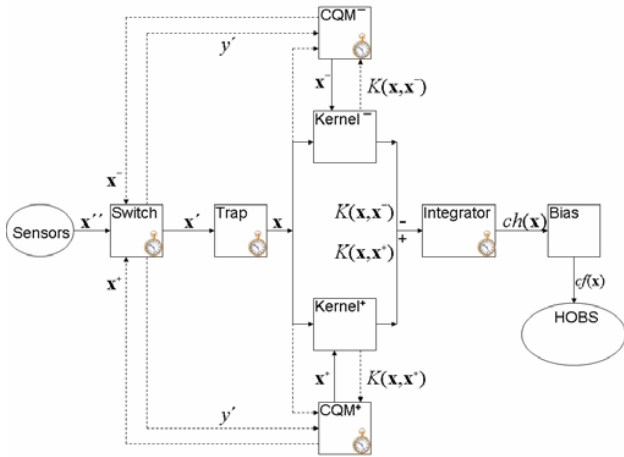 CQM⁻
y´
x⁻
K(x,x⁻)
Kernel⁻
x⁻
Sensors
x´´
Switch
x´
Trap
x
K(x,x⁻)
-
+
K(x,x⁺)
Integrator
ch(x)
Bias
x⁺
cf(x)
HOBS
Kernel⁺
x⁺
K(x,x⁺)
y´
CQM⁺